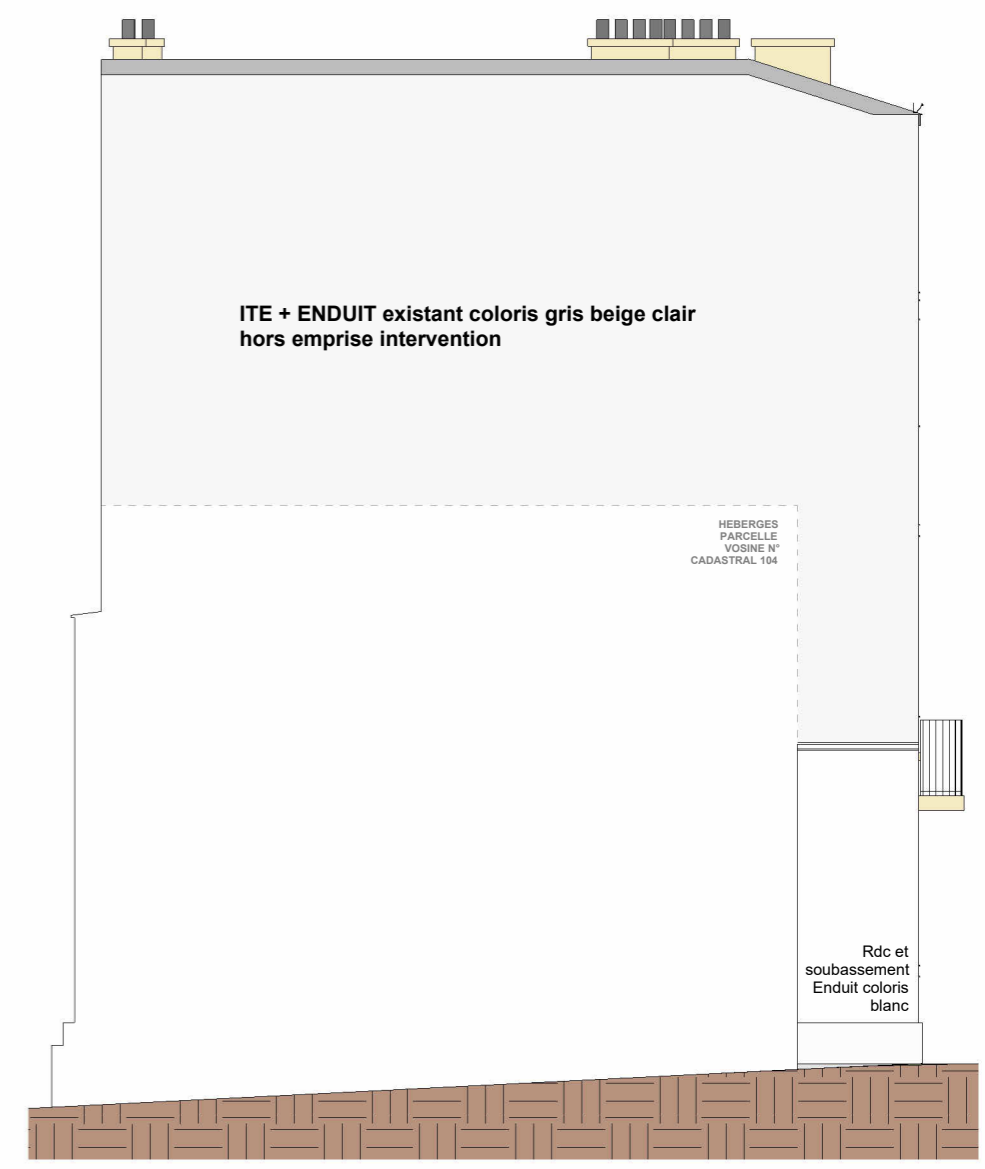 ITE + ENDUIT existant coloris gris beige clair
hors emprise intervention
HEBERGES
PARCELLE
VOSINE N°
CADASTRAL 104
Rdc et
soubassement
Enduit coloris
blanc